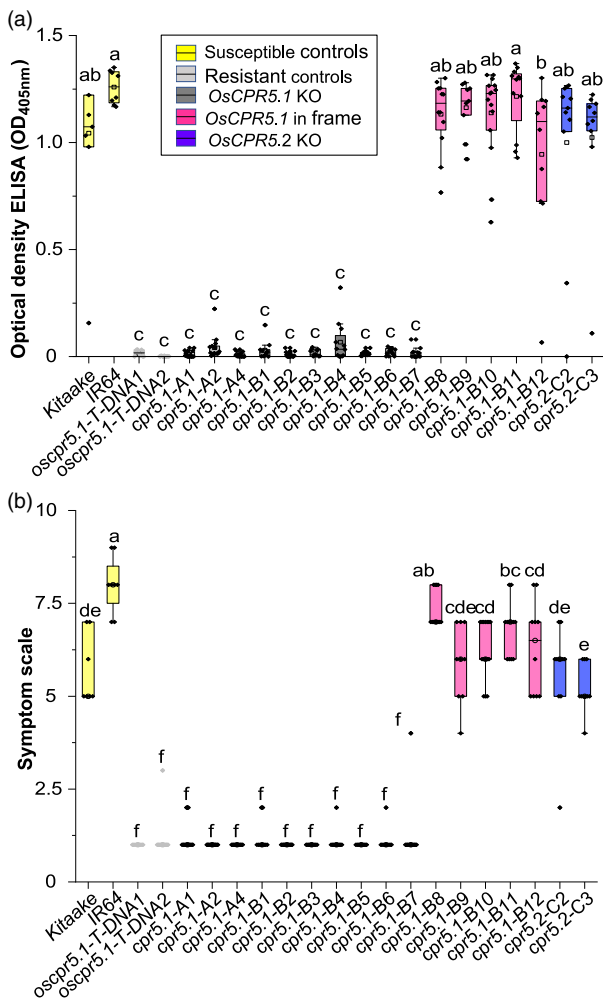 (a)
Optical density ELISA (OD405nm)
1.5
1.0
0.5
0
Susceptible controls
Resistant controls
OsCPR5.1 KO
OsCPR5.1 in frame
OsCPR5.2 KO
ab
a
c
c
c
c
c
c
c
c
c
c
c
c
ab
ab
ab
a
b
ab
ab
Kitaake
IR64
oscpr5.1-T-DNA1
oscpr5.1-T-DNA2
cpr5.1-A1
cpr5.1-A2
cpr5.1-A4
cpr5.1-B1
cpr5.1-B2
cpr5.1-B3
cpr5.1-B4
cpr5.1-B5
cpr5.1-B6
cpr5.1-B7
cpr5.1-B8
cpr5.1-B9
cpr5.1-B10
cpr5.1-B11
cpr5.1-B12
cpr5.2-C2
cpr5.2-C3
(b)
Symptom scale
10
7.5
5
2.5
0
de
a
f
f
f
f
f
f
f
f
f
f
f
f
ab
cde
cd
bc
cd
de
e
Kitaake
IR64
oscpr5.1-T-DNA1
oscpr5.1-T-DNA2
cpr5.1-A1
cpr5.1-A2
cpr5.1-A4
cpr5.1-B1
cpr5.1-B2
cpr5.1-B3
cpr5.1-B4
cpr5.1-B5
cpr5.1-B6
cpr5.1-B7
cpr5.1-B8
cpr5.1-B9
cpr5.1-B10
cpr5.1-B11
cpr5.1-B12
cpr5.2-C2
cpr5.2-C3